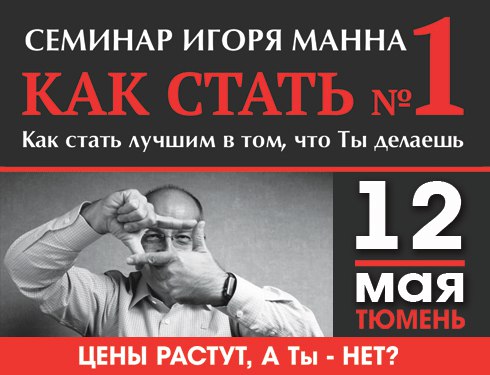 СЕМИНАР ИГОРЯ МАННА
КАК СТАТЬ №1
Как стать лучшим в том, что Ты делаешь
12
мая
ТЮМЕНЬ
ЦЕНЫ РАСТУТ, А Ты - НЕТ?